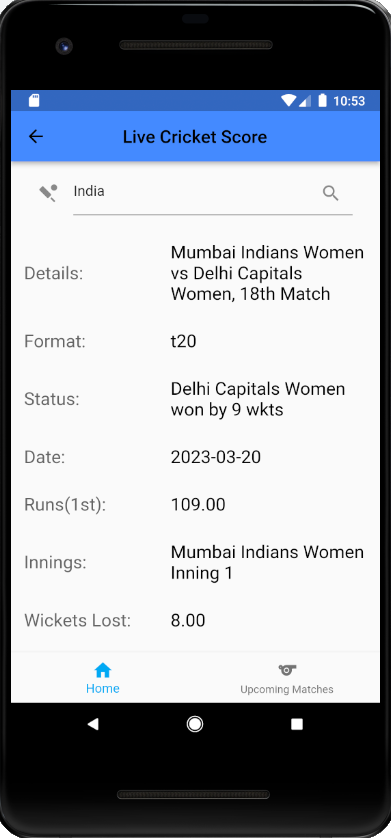 10:53
Live Cricket Score
India
Details:
Mumbai Indians Women
vs Delhi Capitals
Women, 18th Match
Format:
t20
Status:
Delhi Capitals Women
won by 9 wkts
Date:
2023-03-20
Runs(1st):
109.00
Innings:
Mumbai Indians Women
Inning 1
Wickets Lost:
8.00
Home
Upcoming Matches